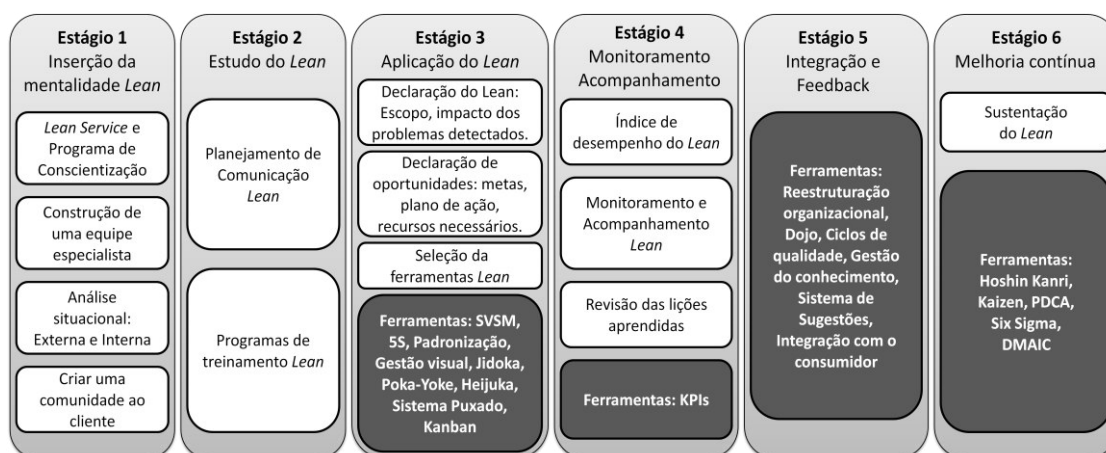 Estágio 1
Inserção da
mentalidade Lean
Lean Service e
Programa de
Conscientização
Construção de
uma equipe
especialista
Análise
situacional:
Externa e Interna
Criar uma
comunidade ao
cliente
Estágio 2
Estudo do Lean
Planejamento de
Comunicação
Lean
Programas de
treinamento Lean
Estágio 3
Aplicação do Lean
Declaração do Lean:
Escopo, impacto dos
problemas detectados.
Declaração de
oportunidades: metas,
plano de ação,
recursos necessários.
Seleção da
ferramentas Lean
Ferramentas: SVSM,
5S, Padronização,
Gestão visual, Jidoka,
Poka-Yoke, Heijuka,
Sistema Puxado,
Kanban
Estágio 4
Monitoramento
Acompanhamento
Índice de
desempenho do Lean
Monitoramento e
Acompanhamento
Lean
Revisão das lições
aprendidas
Ferramentas: KPIs
Estágio 5
Integração e
Feedback
Ferramentas:
Reestruturação
organizacional,
Dojo, Ciclos de
qualidade, Gestão
do conhecimento,
Sistema de
Sugestões,
Integração com o
consumidor
Estágio 6
Melhoria contínua
Sustentação
do Lean
Ferramentas:
Hoshin Kanri,
Kaizen, PDCA,
Six Sigma,
DMAIC